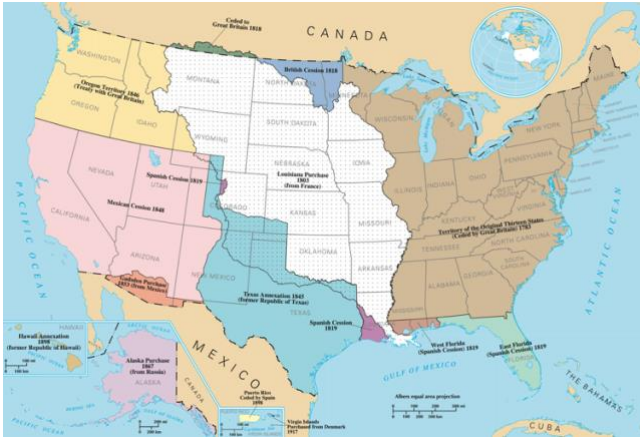 Ceded to
Great Britain 1818
CANADA
WASHINGTON
MONTANA
British Cession 1818
NORTH DAKOTA
MINNESOTA
MAINE
Oregon Territory 1846
(Treaty with Great Britain)
OREGON
IDAHO
SOUTH DAKOTA
WISCONSIN
NEW YORK
WYOMING
NEBRASKA
IOWA
PENNSYLVANIA
Spanish Cession 1819
Louisiana Purchase
1803
(from France)
NEVADA
UTAH
COLORADO
ILLINOIS
INDIANA
OHIO
VIRGINIA
Mexican Cession 1848
KANSAS
MISSOURI
KENTUCKY
CALIFORNIA
Territory of the Original Thirteen States
(Ceded by Great Britain) 1783
NORTH CAROLINA
TENNESSEE
OKLAHOMA
ARKANSAS
SOUTH
CAROLINA
ARIZONA
NEW MEXICO
ALABAMA
GEORGIA
MISSISSIPPI
Gadsden Purchase
1853 (from Mexico)
Texas Annexation 1845
(former Republic of Texas)
TEXAS
Spanish Cession
1819
West Florida
(Spanish Cession) 1819
East Florida
(Spanish Cession) 1819
FLORIDA
PACIFIC OCEAN
ATLANTIC OCEAN
GULF OF MEXICO
MEXICO
THE BAHAMAS
CUBA
HAWAII
Hawaii Annexation
1898
(former Republic of Hawaii)
PACIFIC OCEAN
Alaska Purchase
1867
(from Russia)
ALASKA
CANADA
Puerto Rico
Ceded by Spain
1898
Virgin Islands
Purchased from Denmark
1917
Albers equal area projection